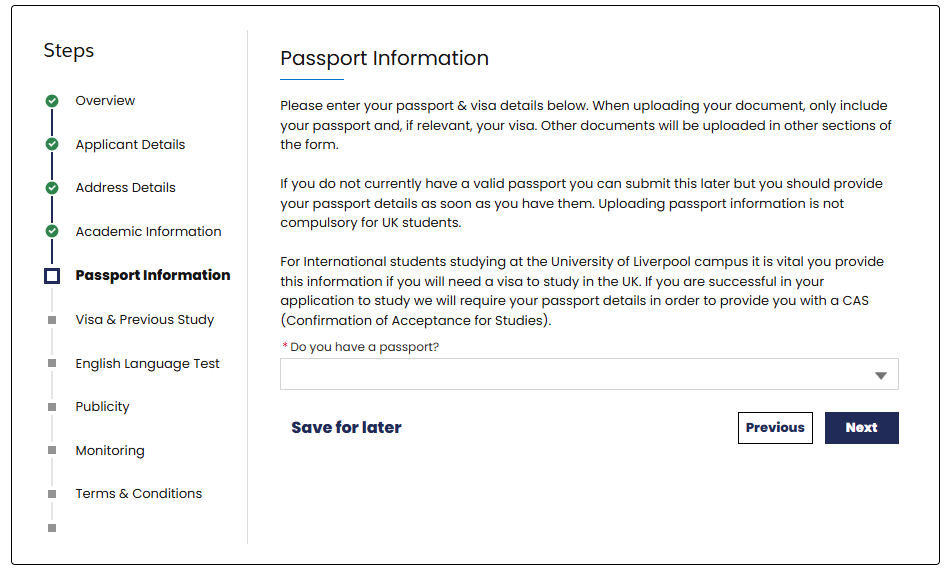 Steps
Overview
Applicant Details
Address Details
Academic Information
Passport Information
Visa & Previous Study
English Language Test
Publicity
Monitoring
Terms & Conditions
Passport Information
Please enter your passport & visa details below. When uploading your document, only include
your passport and, if relevant, your visa. Other documents will be uploaded in other sections of
the form.
If you do not currently have a valid passport you can submit this later but you should provide
your passport details as soon as you have them. Uploading passport information is not
compulsory for UK students.
For International students studying at the University of Liverpool campus it is vital you provide
this information if you will need a visa to study in the UK. If you are successful in your
application to study we will require your passport details in order to provide you with a CAS
(Confirmation of Acceptance for Studies).
* Do you have a passport?
Save for later
Previous
Next